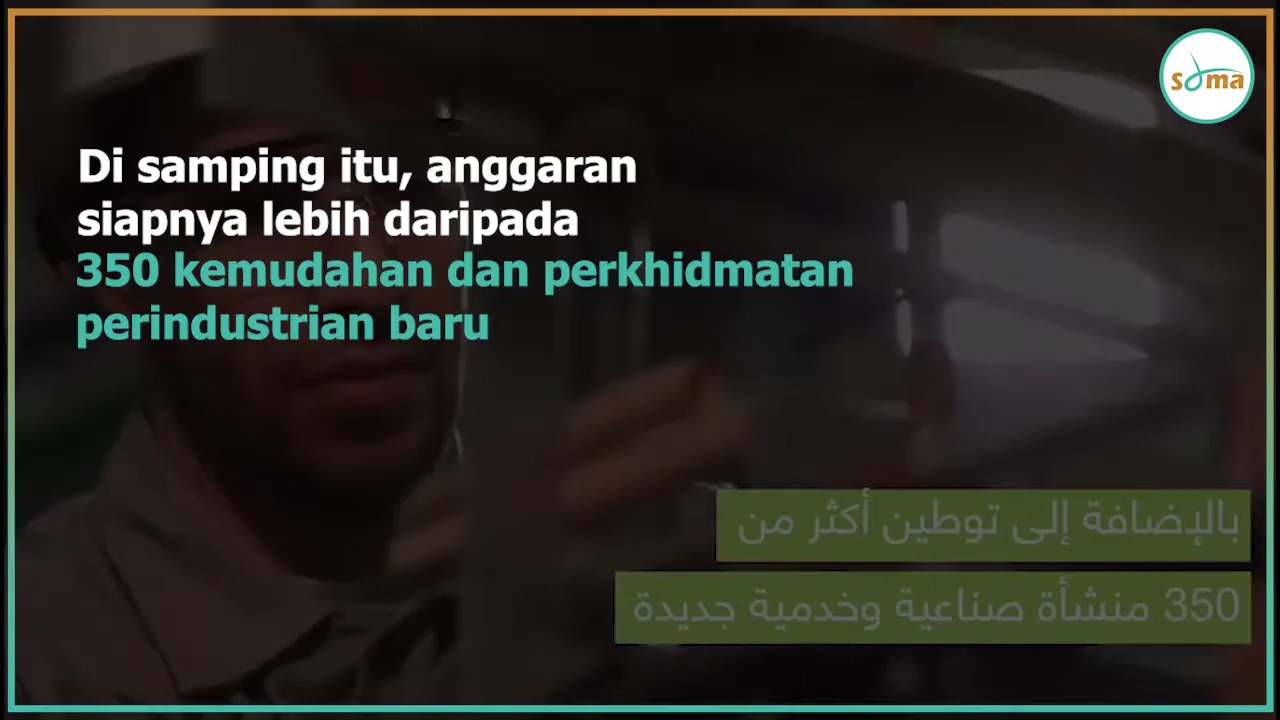 soma
Di samping itu, anggaran
siapnya lebih daripada
350 kemudahan dan perkhidmatan
perindustrian baru
بالإضافة إلى توطين أكثر من
350 منشأة صناعية وخدمية جديدة